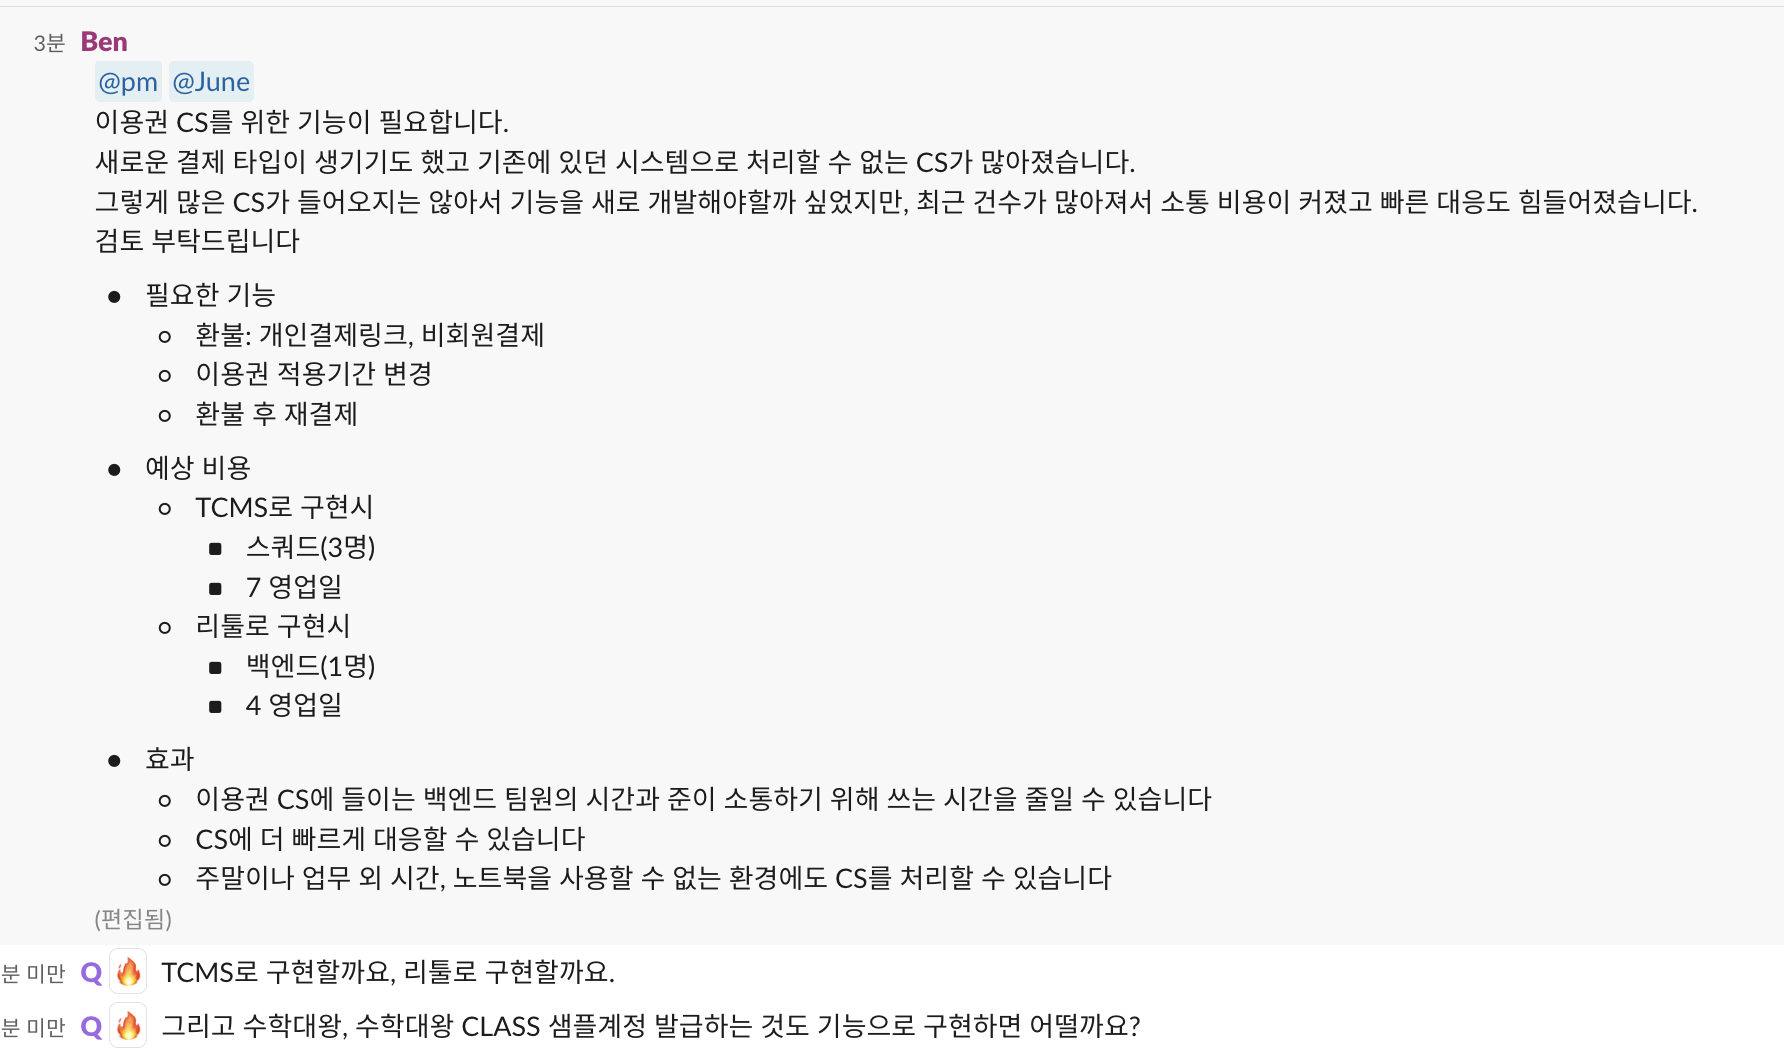 3분 Ben
@pm @June
이용권 CS를 위한 기능이 필요합니다.
새로운 결제 타입이 생기기도 했고 기존에 있던 시스템으로 처리할 수 없는 CS가 많아졌습니다.
그렇게 많은 CS가 들어오지는 않아서 기능을 새로 개발해야할까 싶었지만, 최근 건수가 많아져서 소통 비용이 커졌고 빠른 대응도 힘들어졌습니다.
검토 부탁드립니다
필요한 기능
환불: 개인결제링크, 비회원결제
이용권 적용기간 변경
환불 후 재결제
예상 비용
TCMS로 구현시
스쿼드(3명)
7 영업일
리툴로 구현시
백엔드(1명)
4 영업일
효과
이용권 CS에 들이는 백엔드 팀원의 시간과 준이 소통하기 위해 쓰는 시간을 줄일 수 있습니다
CS에 더 빠르게 대응할 수 있습니다
주말이나 업무 외 시간, 노트북을 사용할 수 없는 환경에도 CS를 처리할 수 있습니다
(편집됨)
분 미만 Q 🔥 TCMS로 구현할까요, 리툴로 구현할까요.
분 미만 Q 🔥 그리고 수학대왕, 수학대왕 CLASS 샘플계정 발급하는 것도 기능으로 구현하면 어떨까요?